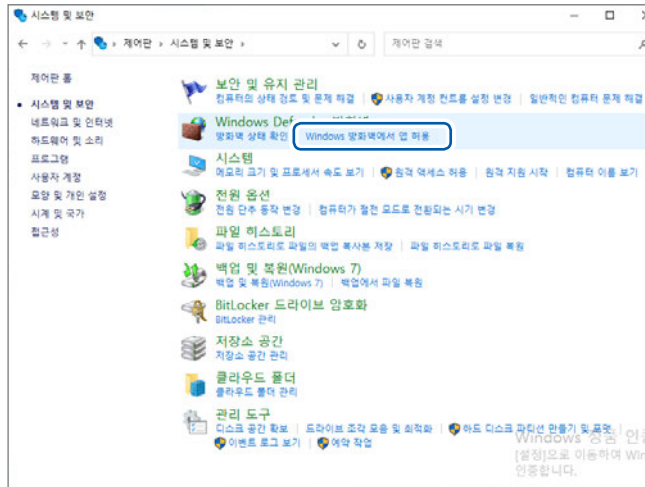 시스템 및 보안
제어판 › 시스템 및 보안 ›
제어판 검색
제어판 홈
시스템 및 보안
네트워크 및 인터넷
하드웨어 및 소리
프로그램
사용자 계정
모양 및 개인 설정
시계 및 국가
접근성
보안 및 유지 관리
컴퓨터의 상태 검토 및 문제 해결 | 사용자 계정 컨트롤 설정 변경 | 일반적인 컴퓨터 문제 해결
Windows Defender
방화벽 상태 확인 | Windows 방화벽에서 앱 허용
시스템
메모리 크기 및 프로세서 속도 보기 | 원격 액세스 허용 | 원격 지원 시작 | 컴퓨터 이름 보기
전원 옵션
전원 단추 동작 변경 | 컴퓨터가 절전 모드로 전환되는 시기 변경
파일 히스토리
파일 히스토리로 파일의 백업 복사본 저장 | 파일 히스토리로 파일 복원
백업 및 복원(Windows 7)
백업 및 복원(Windows 7) | 백업에서 파일 복원
BitLocker 드라이브 암호화
BitLocker 관리
저장소 공간
저장소 공간 관리
클라우드 폴더
클라우드 폴더 관리
관리 도구
디스크 공간 확보 | 드라이브 조각 모음 및 최적화 | 하드 디스크 파티션 만들기 및 포맷
이벤트 로그 보기 | 예약 작업
Windows 정품 인
[설정]으로 이동하여 Win
인증합니다.